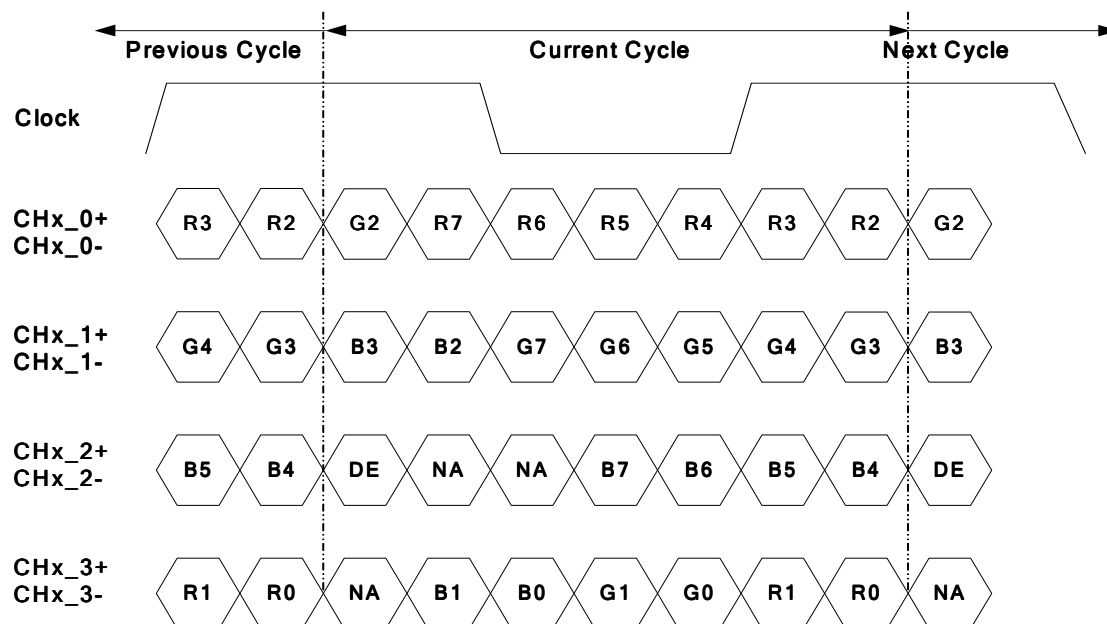 Previous Cycle Current Cycle Next Cycle
Clock
CHx_0+
CHx_0-
R3 R2 G2 R7 R6 R5 R4 R3 R2 G2
CHx_1+
CHx_1-
G4 G3 B3 B2 G7 G6 G5 G4 G3 B3
CHx_2+
CHx_2-
B5 B4 DE NA NA B7 B6 B5 B4 DE
CHx_3+
CHx_3-
R1 R0 NA B1 B0 G1 G0 R1 R0 NA